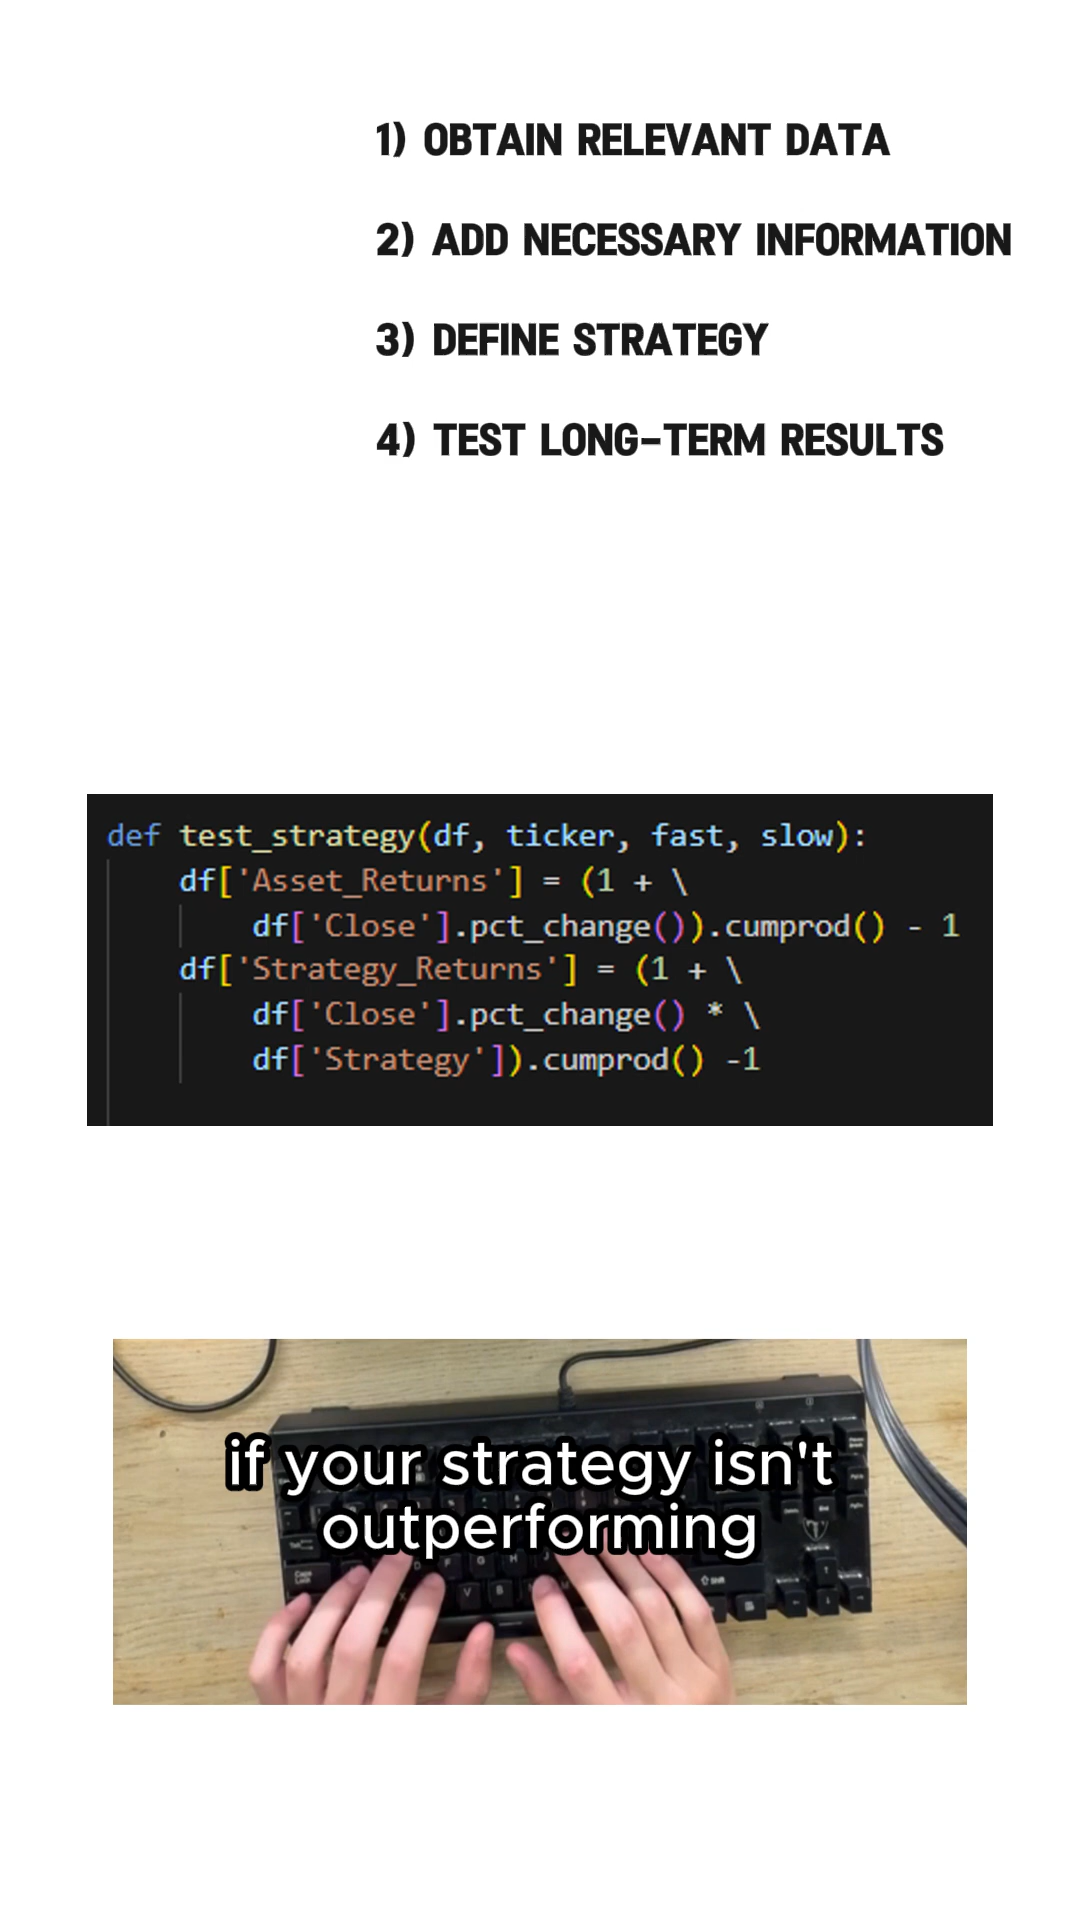 1) OBTAIN RELEVANT DATA
2) ADD NECESSARY INFORMATION
3) DEFINE STRATEGY
4) TEST LONG-TERM RESULTS
def test_strategy(df, ticker, fast, slow):
    df['Asset_Returns'] = (1 + \
        df['Close'].pct_change()).cumprod() - 1
    df['Strategy_Returns'] = (1 + \
        df['Close'].pct_change() * \
        df['Strategy']).cumprod() -1
if your strategy isn't
outperforming